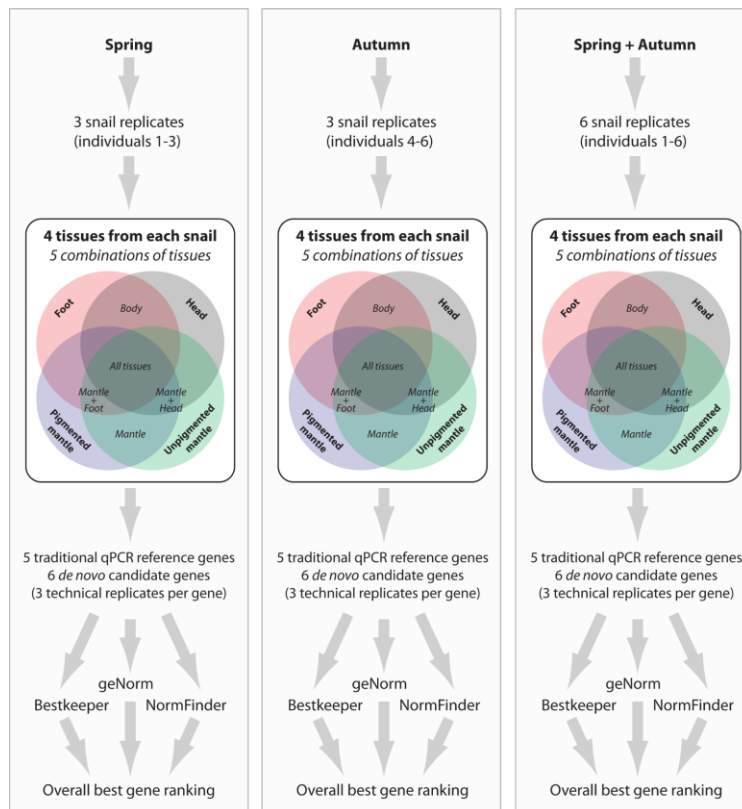 Spring
3 snail replicates
(individuals 1-3)
4 tissues from each snail
5 combinations of tissues
Foot
Body
Head
All tissues
Mantle
+
Foot
Mantle
+
Head
Pigmented
mantle
Mantle
Unpigmented
mantle
5 traditional qPCR reference genes
6 de novo candidate genes
(3 technical replicates per gene)
geNorm
Bestkeeper
NormFinder
Overall best gene ranking
Autumn
3 snail replicates
(individuals 4-6)
4 tissues from each snail
5 combinations of tissues
Foot
Body
Head
All tissues
Mantle
+
Foot
Mantle
+
Head
Pigmented
mantle
Mantle
Unpigmented
mantle
5 traditional qPCR reference genes
6 de novo candidate genes
(3 technical replicates per gene)
geNorm
Bestkeeper
NormFinder
Overall best gene ranking
Spring + Autumn
6 snail replicates
(individuals 1-6)
4 tissues from each snail
5 combinations of tissues
Foot
Body
Head
All tissues
Mantle
+
Foot
Mantle
+
Head
Pigmented
mantle
Mantle
Unpigmented
mantle
5 traditional qPCR reference genes
6 de novo candidate genes
(3 technical replicates per gene)
geNorm
Bestkeeper
NormFinder
Overall best gene ranking